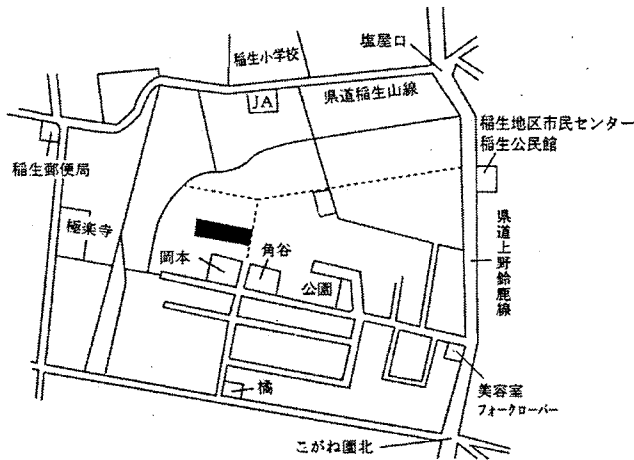 塩屋口
稲生小学校
JA
県道稲生山線
稲生地区市民センター
稲生公民館
稲生郵便局
極楽寺
県道上野鈴鹿線
岡本
角谷
公園
橘
美容室
フォークローバー
こがね園北